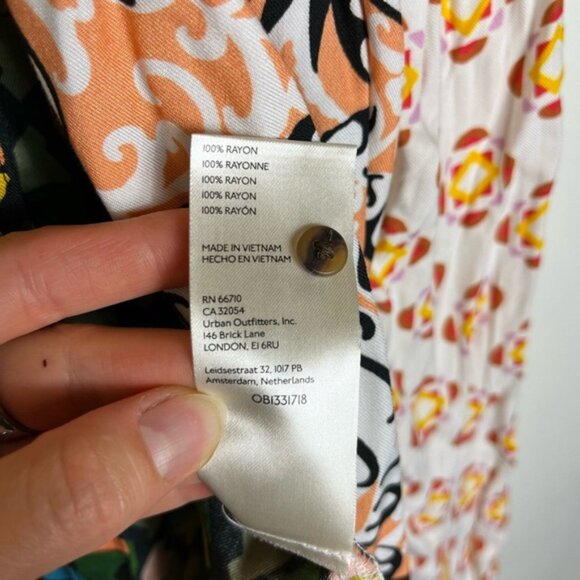 100% RAYON
100% RAYONNE
100% RAYON
100% RAYON
100% RAYÓN
MADE IN VIETNAM
HECHO EN VIETNAM
RN 66710
CA 32054
Urban Outfitters, Inc.
146 Brick Lane
LONDON, E1 6RU
Leidsestraat 32, 1017 PB
Amsterdam, Netherlands
OB1331718